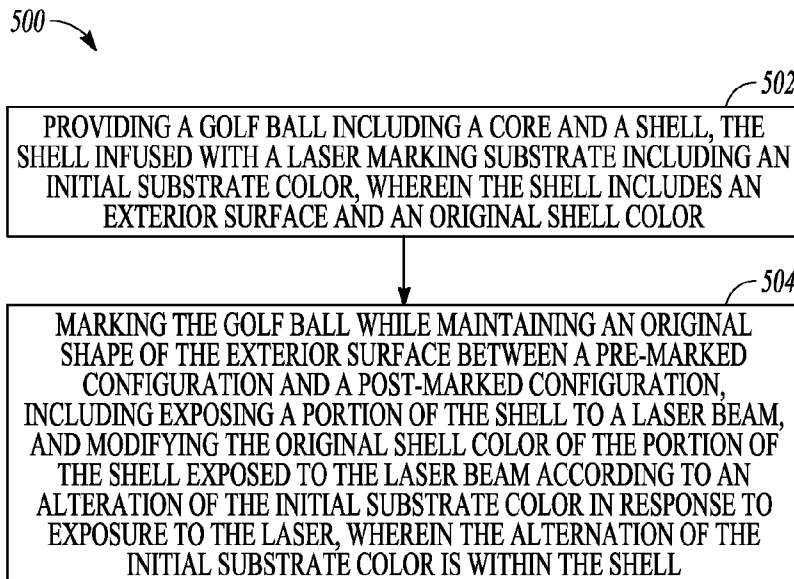 500
502
PROVIDING A GOLF BALL INCLUDING A CORE AND A SHELL, THE
SHELL INFUSED WITH A LASER MARKING SUBSTRATE INCLUDING AN
INITIAL SUBSTRATE COLOR, WHEREIN THE SHELL INCLUDES AN
EXTERIOR SURFACE AND AN ORIGINAL SHELL COLOR
504
MARKING THE GOLF BALL WHILE MAINTAINING AN ORIGINAL
SHAPE OF THE EXTERIOR SURFACE BETWEEN A PRE-MARKED
CONFIGURATION AND A POST-MARKED CONFIGURATION,
INCLUDING EXPOSING A PORTION OF THE SHELL TO A LASER BEAM,
AND MODIFYING THE ORIGINAL SHELL COLOR OF THE PORTION OF
THE SHELL EXPOSED TO THE LASER BEAM ACCORDING TO AN
ALTERATION OF THE INITIAL SUBSTRATE COLOR IN RESPONSE TO
EXPOSURE TO THE LASER, WHEREIN THE ALTERNATION OF THE
INITIAL SUBSTRATE COLOR IS WITHIN THE SHELL